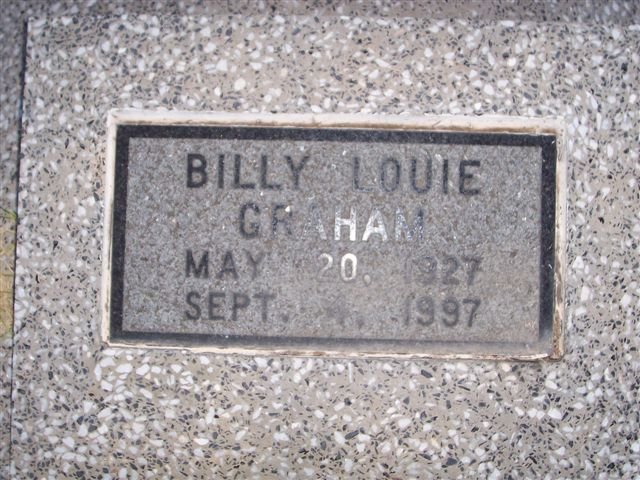 BILLY LOUIE
GRAHAM
MAY 20, 1927
SEPT. 4, 1997